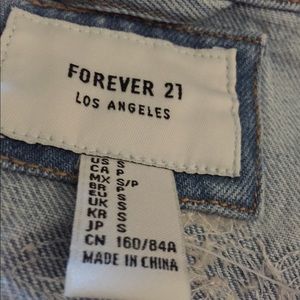 FOREVER 21
LOS ANGELES
US S
CA P
MX S/P
BR P
EU S
UK S
KR S
JP S
CN 160/84A
MADE IN CHINA